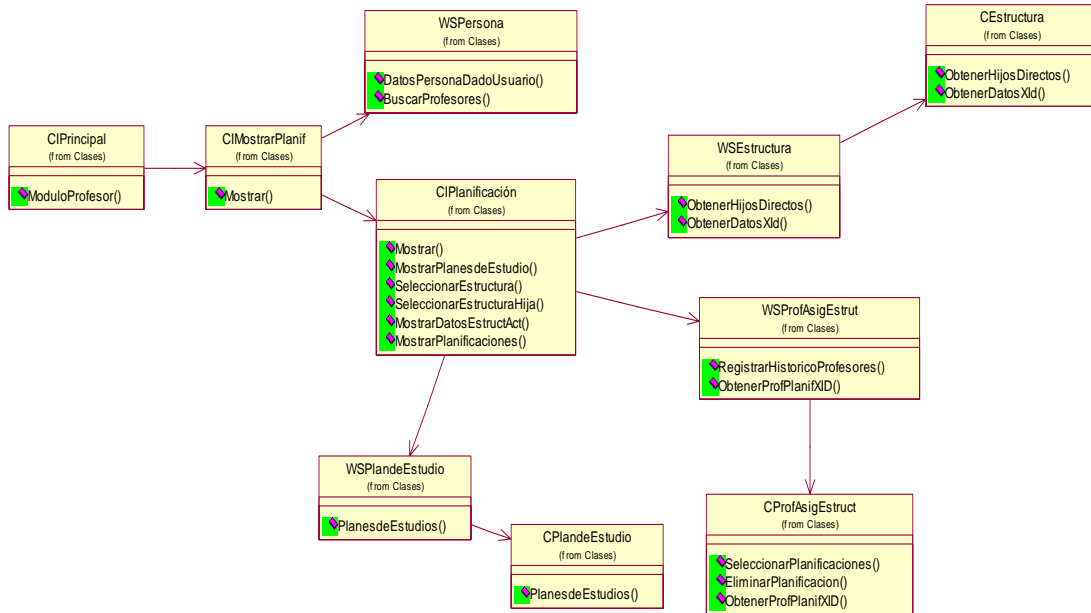 WSPersona
(from Clases)
DatosPersonaDadoUsuario()
BuscarProfesores()
CEstructura
(from Clases)
ObtenerHijosDirectos()
ObtenerDatosXId()
CIPrincipal
(from Clases)
ModuloProfesor()
CIMostrarPlanif
(from Clases)
Mostrar()
WSEstructura
(from Clases)
ObtenerHijosDirectos()
ObtenerDatosXId()
CIPlanificación
(from Clases)
Mostrar()
MostrarPlanesdeEstudio()
SeleccionarEstructura()
SeleccionarEstructuraHija()
MostrarDatosEstructAct()
MostrarPlanificaciones()
WSProfAsigEstrut
(from Clases)
RegistrarHistoricoProfesores()
ObtenerProfPlanifXID()
WSPlandeEstudio
(from Clases)
PlanesdeEstudios()
CPlandeEstudio
(from Clases)
PlanesdeEstudios()
CProfAsigEstruct
(from Clases)
SeleccionarPlanificaciones()
EliminarPlanificacion()
ObtenerProfPlanifXID()